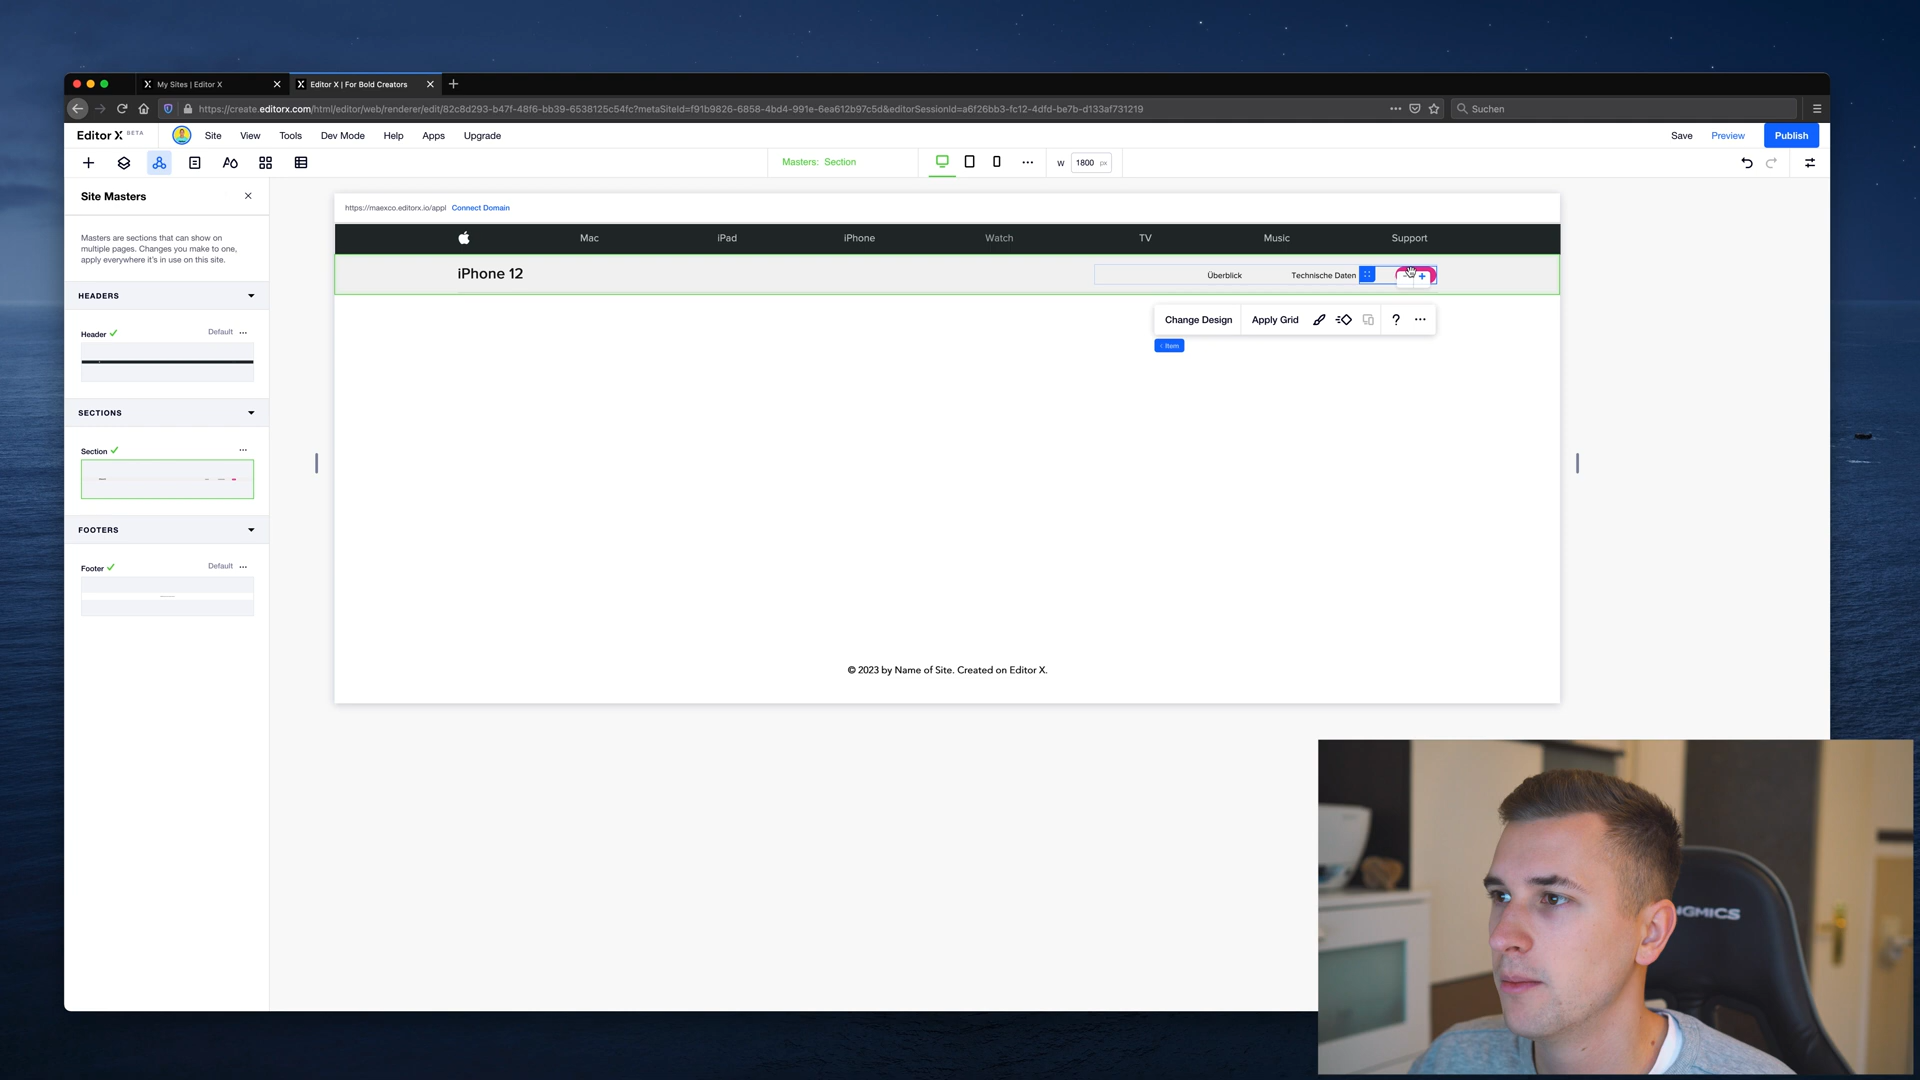 My Sites | Editor X
Editor X | For Bold Creators
https://create.editorx.com/html/editor/web/renderer/edit/82c8d293-b47f-48f6-bb39-6538125c54fc?metaSiteId=f91b9826-6858-4bd4-991e-6ea612b97c5d&editorSessionId=a6f26bb3-fc12-4dfd-be7b-d133af731219
Suchen
Editor X BETA
Site
View
Tools
Dev Mode
Help
Apps
Upgrade
Save
Preview
Publish
Masters: Section
W 1800 px
Site Masters
Masters are sections that can show on
multiple pages. Changes you make to one,
apply everywhere it's in use on this site.
HEADERS
Header
Default
SECTIONS
Section
FOOTERS
Footer
Default
https://maexco.editorx.io/appl Connect Domain
Mac
iPad
iPhone
Watch
TV
Music
Support
iPhone 12
Überblick
Technische Daten
Change Design
Apply Grid
?
< Item
© 2023 by Name of Site. Created on Editor X.
NGMICS